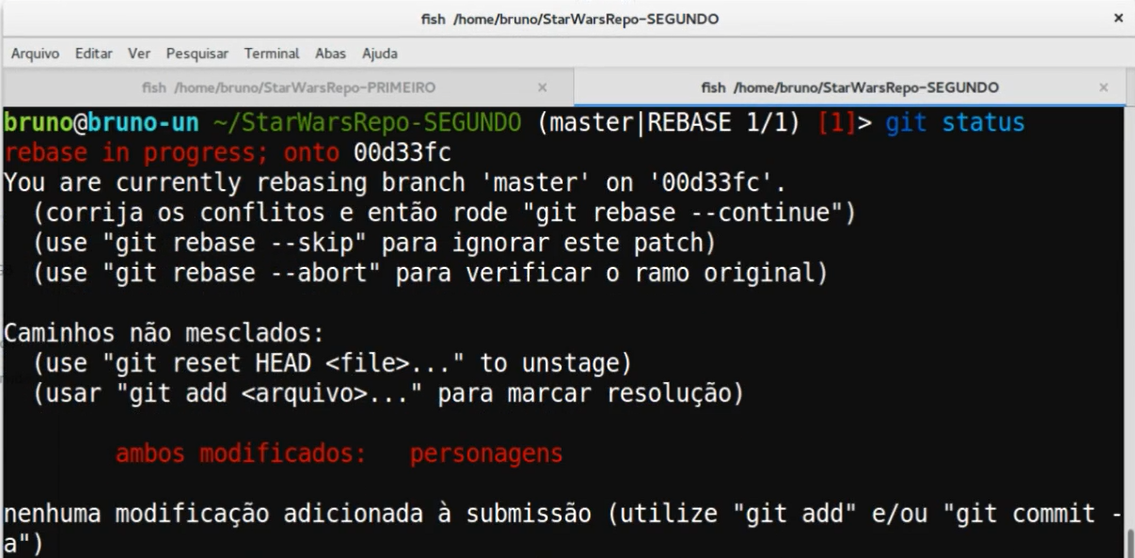 fish /home/bruno/StarWarsRepo-SEGUNDO ×
Arquivo Editar Ver Pesquisar Terminal Abas Ajuda
fish /home/bruno/StarWarsRepo-PRIMEIRO × fish /home/bruno/StarWarsRepo-SEGUNDO ×
bruno@bruno-un ~/StarWarsRepo-SEGUNDO (master|REBASE 1/1) [1]> git status
rebase in progress; onto 00d33fc
You are currently rebasing branch 'master' on '00d33fc'.
(corrija os conflitos e então rode "git rebase --continue")
(use "git rebase --skip" para ignorar este patch)
(use "git rebase --abort" para verificar o ramo original)
Caminhos não mesclados:
(use "git reset HEAD <file>..." to unstage)
(usar "git add <arquivo>..." para marcar resolução)
ambos modificados: personagens
nenhuma modificação adicionada à submissão (utilize "git add" e/ou "git commit -
a")